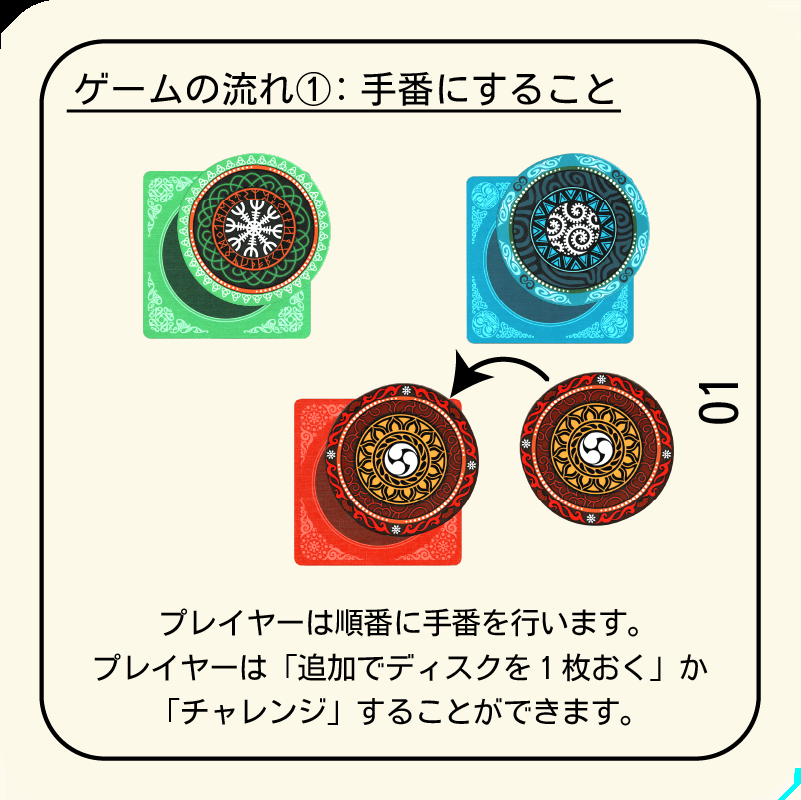 ゲームの流れ①：手番にすること
01
プレイヤーは順番に手番を行います。
プレイヤーは「追加でディスクを1枚おく」か
「チャレンジ」することができます。